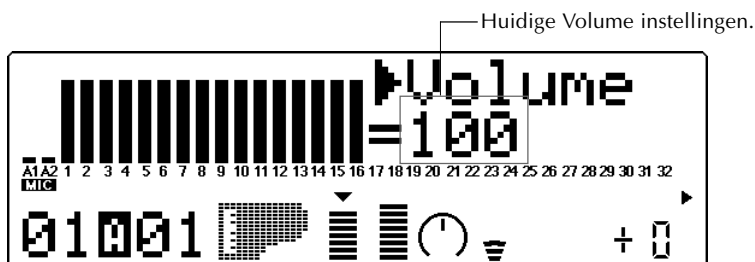 Huidige Volume instellingen.
▶Volume
=100
A1 A2 1 2 3 4 5 6 7 8 9 10 11 12 13 14 15 16 17 18 19 20 21 22 23 24 25 26 27 28 29 30 31 32
MIC
01A01 + 0